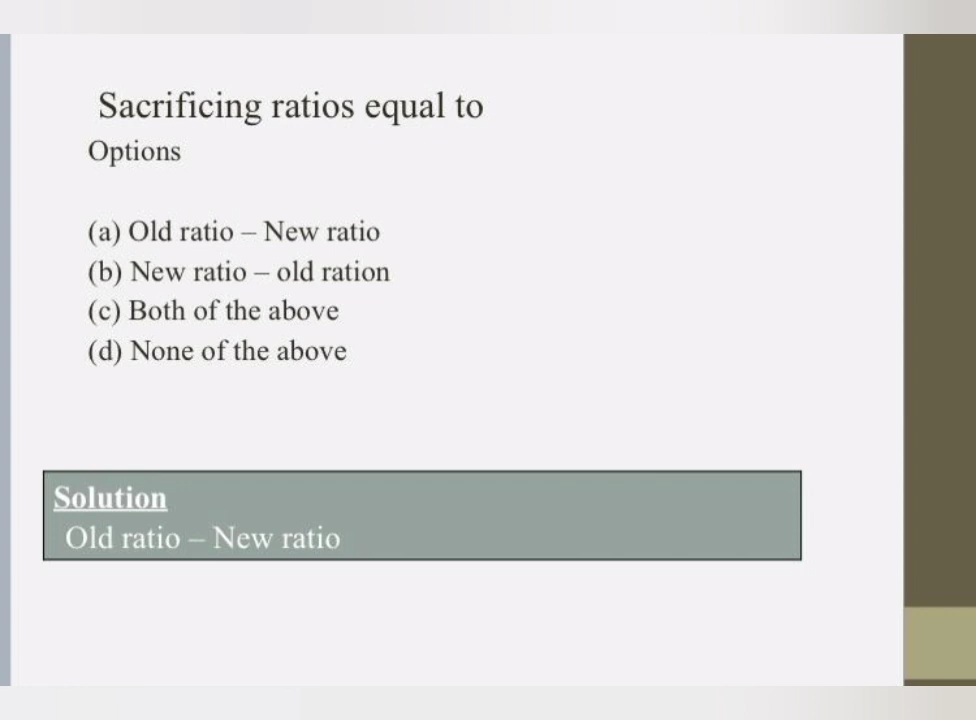 Sacrificing ratios equal to
Options
(a) Old ratio – New ratio
(b) New ratio – old ration
(c) Both of the above
(d) None of the above
Solution
Old ratio – New ratio